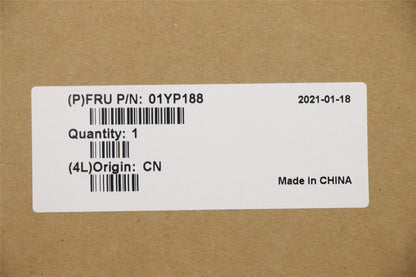 (P)FRU P/N: 01YP188 2021-01-18
Quantity: 1
(4L)Origin: CN
Made in CHINA